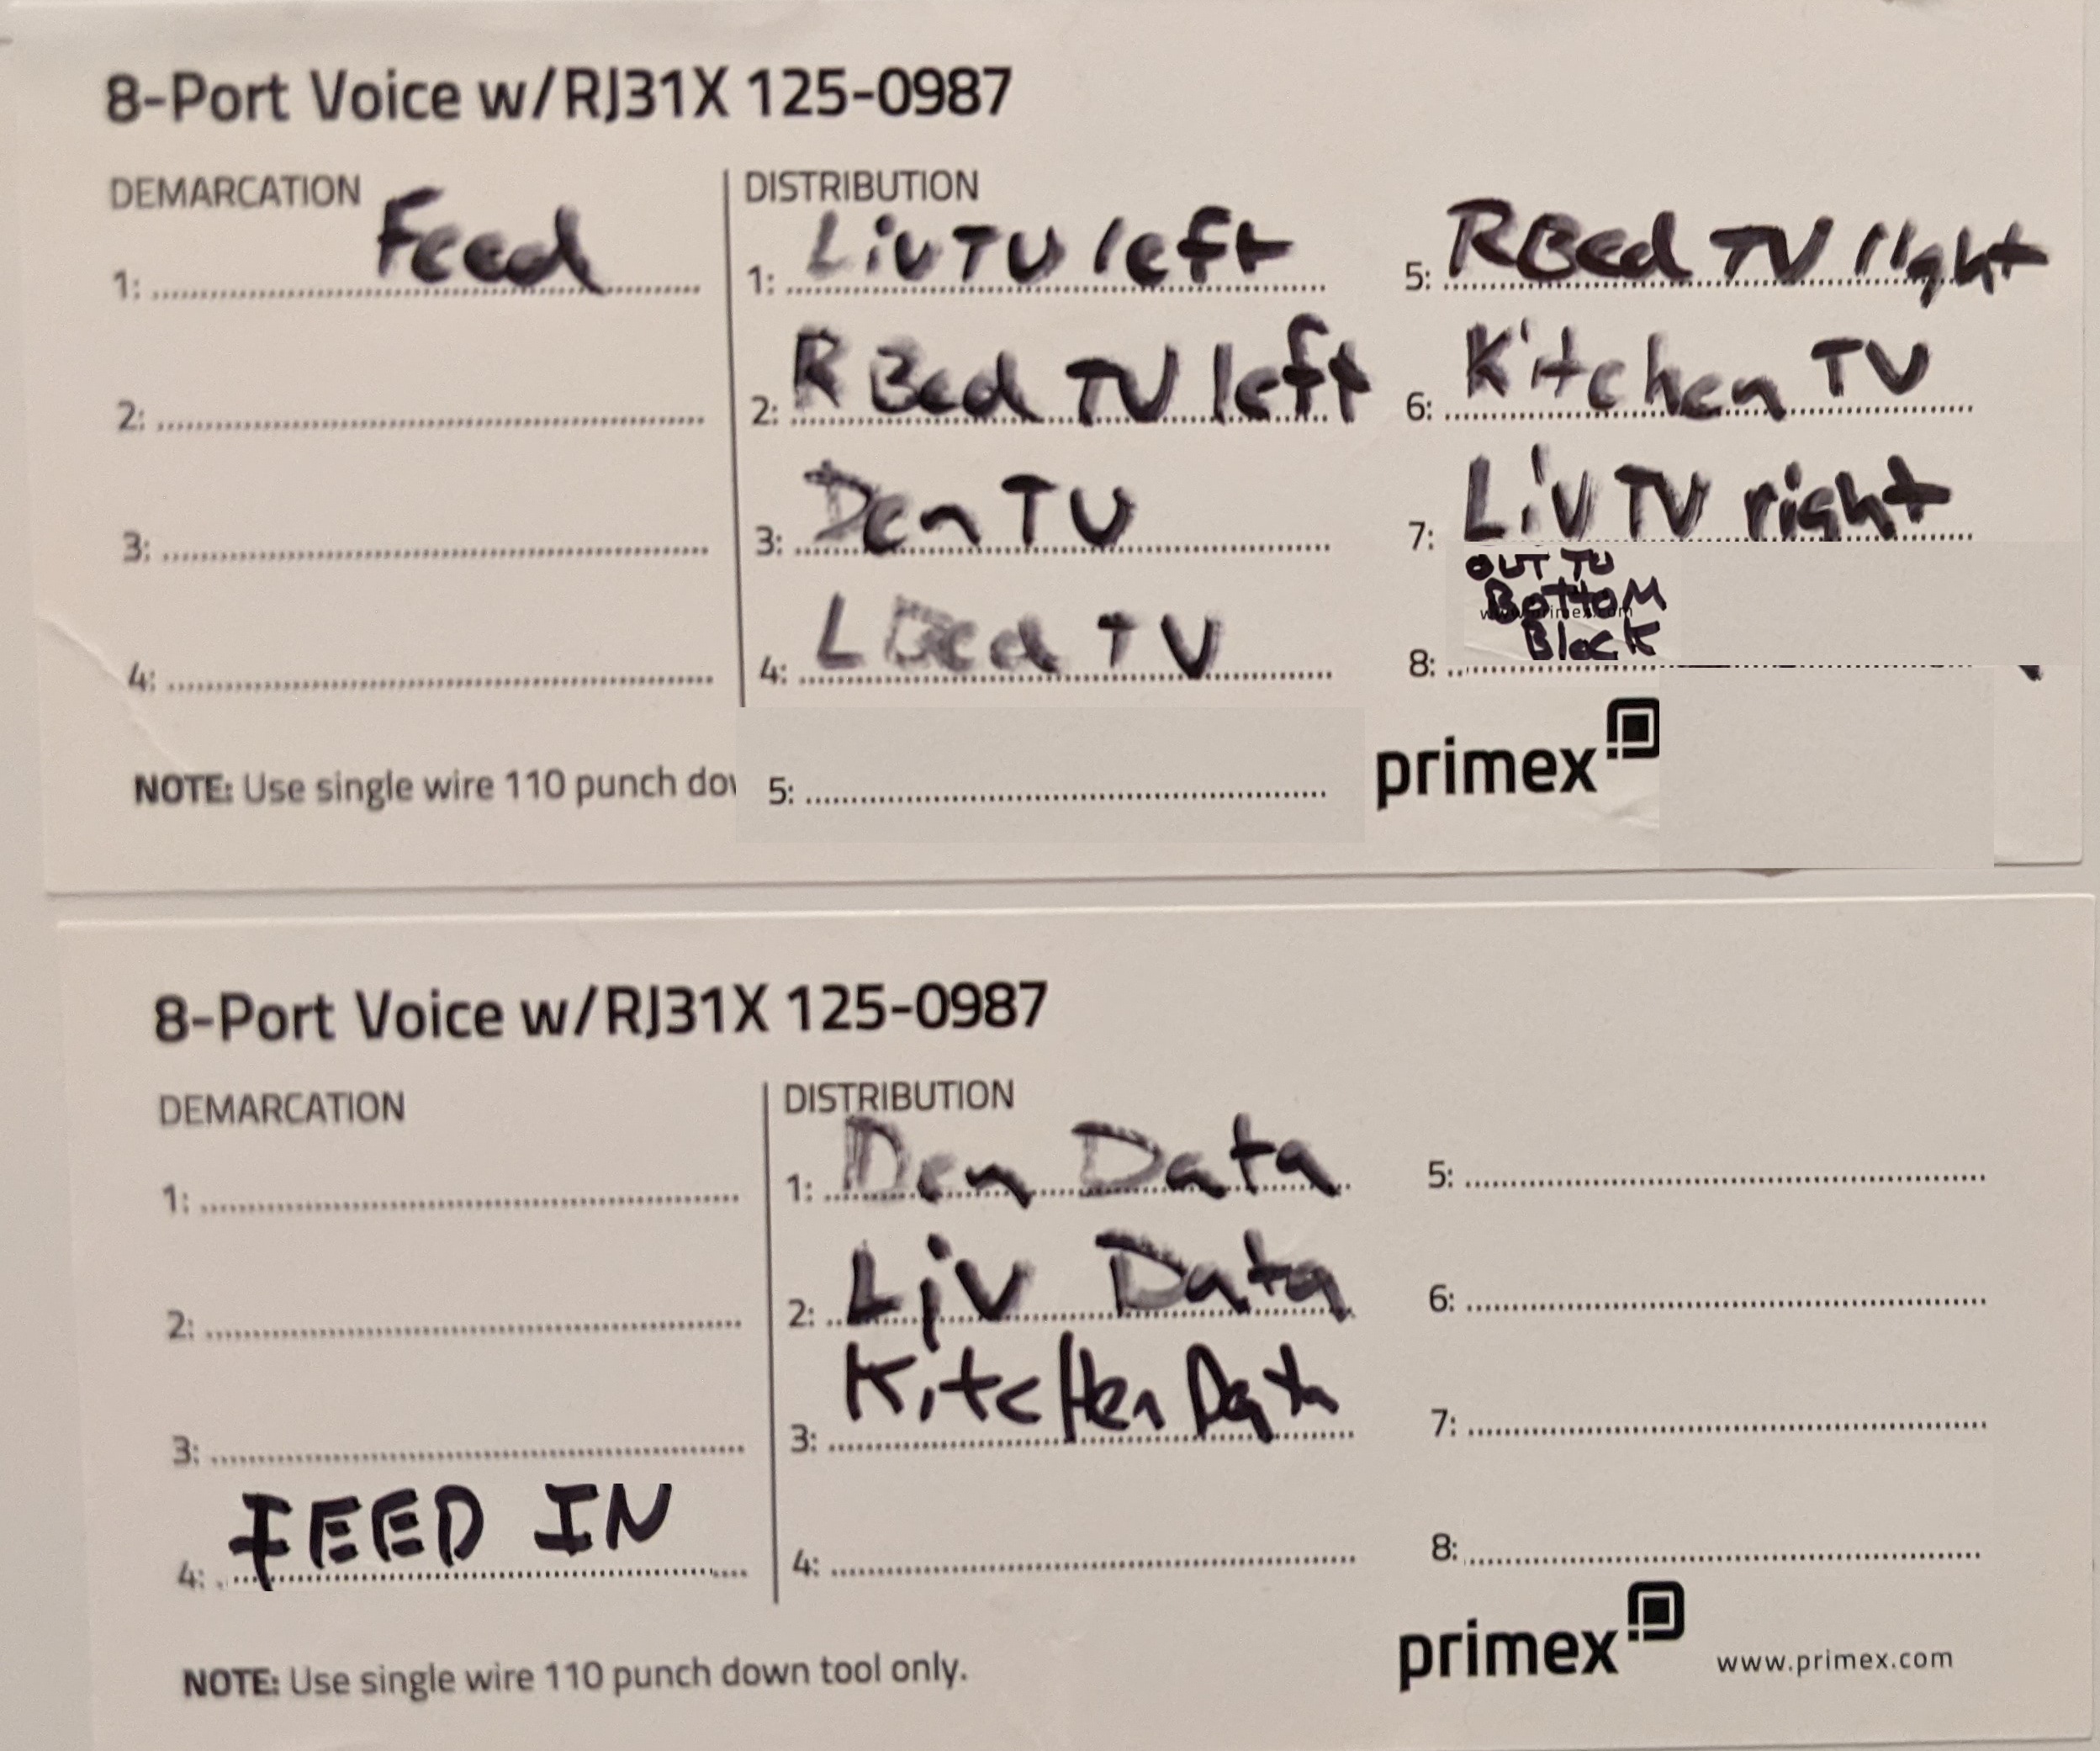 8-Port Voice w/RJ31X 125-0987
DEMARCATION
Feed
1:
2:
3:
4:
DISTRIBUTION
1: Liv TV left
2: R Bed TV left
3: Den TV
4: L Bed TV
5:
5: R Bed TV right
6: Kitchen TV
7: Liv TV right
OUT TO
BOTTOM
www.primex.com
8: Block
NOTE: Use single wire 110 punch
primex
8-Port Voice w/RJ31X 125-0987
DEMARCATION
1:
2:
3:
4: FEED IN
DISTRIBUTION
1: Den Data
2: Liv Data
3: KitcHen Data
4:
5:
6:
7:
8:
NOTE: Use single wire 110 punch down tool only.
primex
www.primex.com